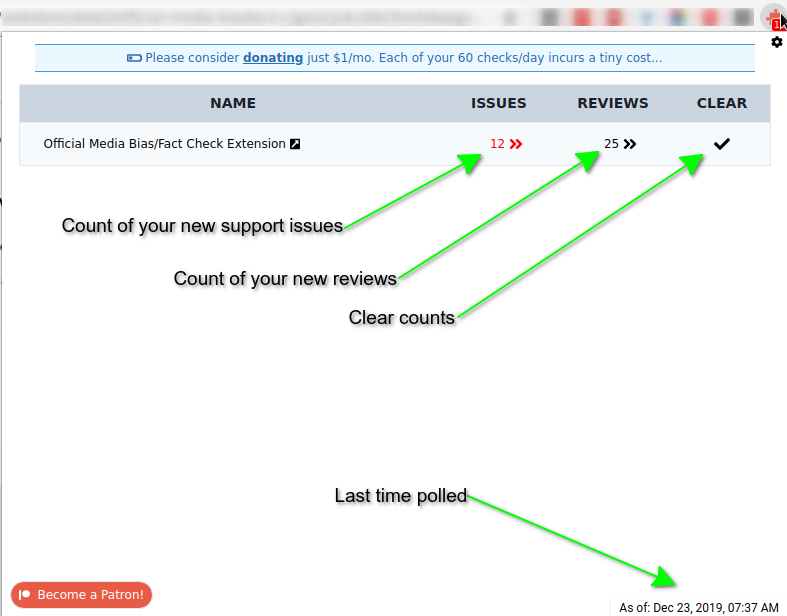 1
Please consider donating just $1/mo. Each of your 60 checks/day incurs a tiny cost...
NAME ISSUES REVIEWS CLEAR
Official Media Bias/Fact Check Extension 12 25
Count of your new support issues
Count of your new reviews
Clear counts
Last time polled
Become a Patron!
As of: Dec 23, 2019, 07:37 AM